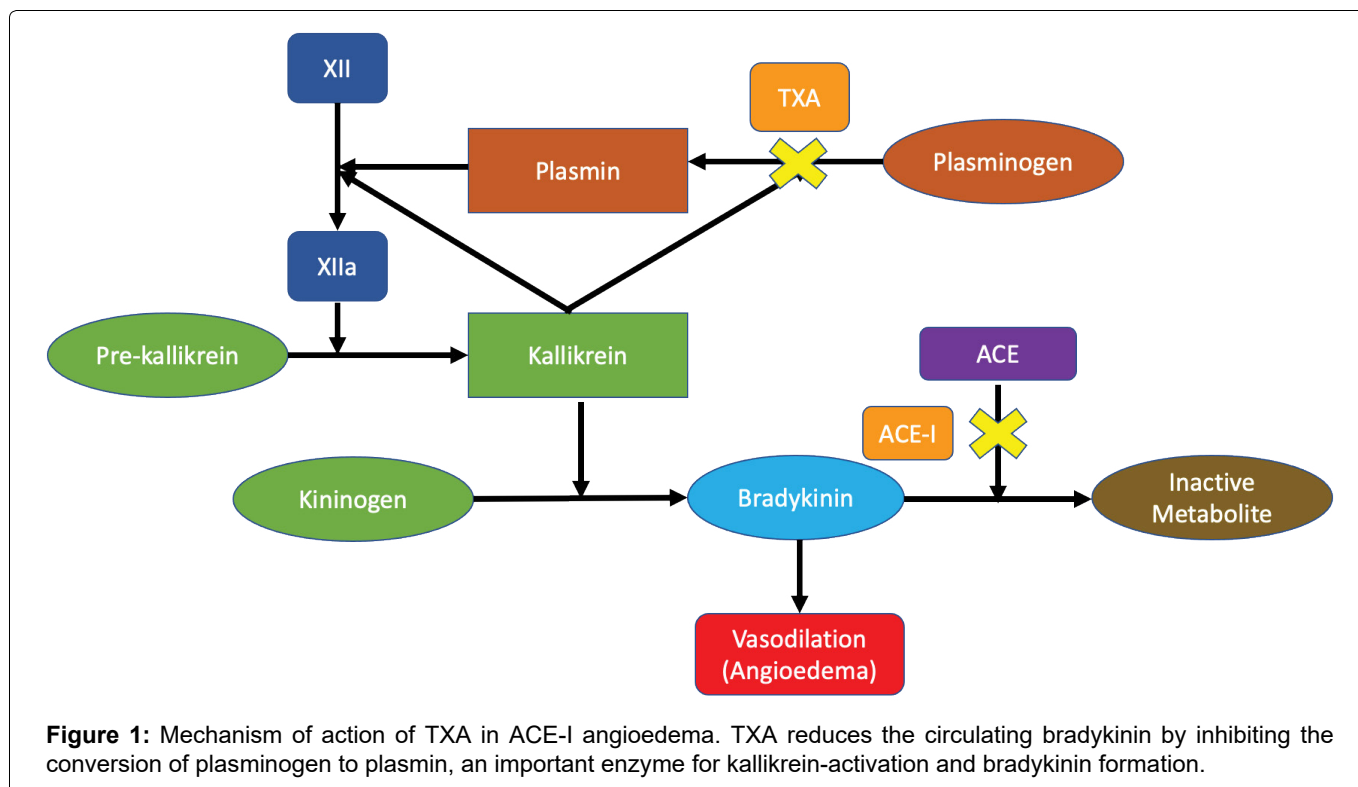 XII
TXA
Plasmin
Plasminogen
XIIa
Pre-kallikrein
Kallikrein
ACE
ACE-I
Kininogen
Bradykinin
Inactive
Metabolite
Vasodilation
(Angioedema)
Figure 1: Mechanism of action of TXA in ACE-I angioedema. TXA reduces the circulating bradykinin by inhibiting the
conversion of plasminogen to plasmin, an important enzyme for kallikrein-activation and bradykinin formation.